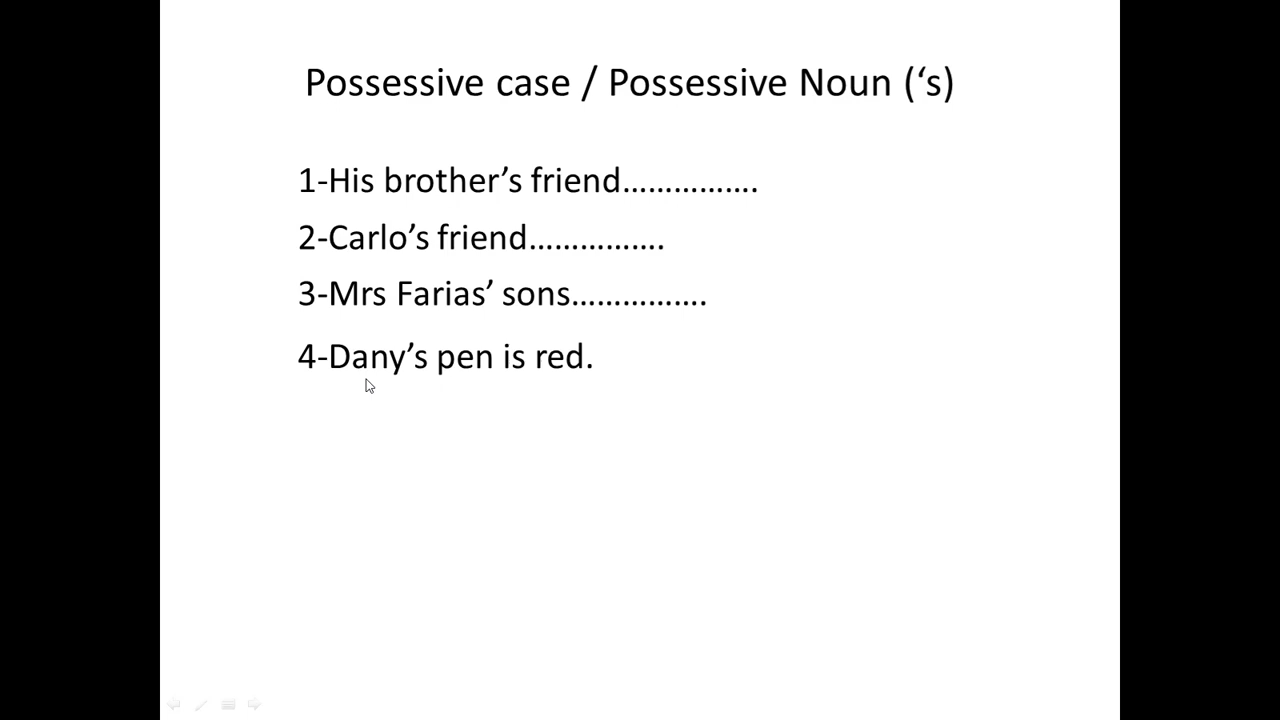 Possessive case / Possessive Noun (‘s)
1-His brother’s friend…………….
2-Carlo’s friend…………….
3-Mrs Farias’ sons…………….
4-Dany’s pen is red.